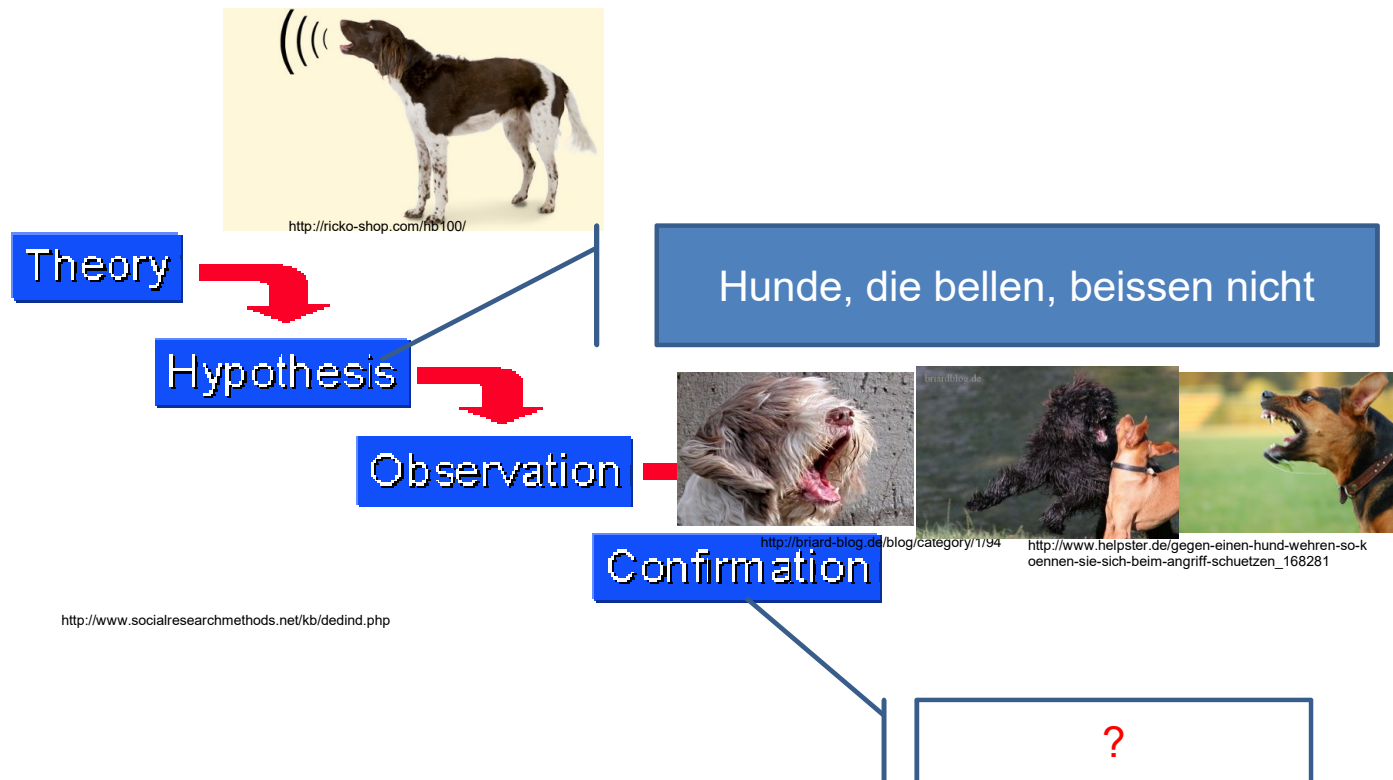 http://ricko-shop.com/hb100/
Theory
Hunde, die bellen, beissen nicht
Hypothesis
briardblog.de
Observation
http://briard-blog.de/blog/category/1/94
http://www.helpster.de/gegen-einen-hund-wehren-so-k
oennen-sie-sich-beim-angriff-schuetzen_168281
Confirmation
http://www.socialresearchmethods.net/kb/dedind.php
?